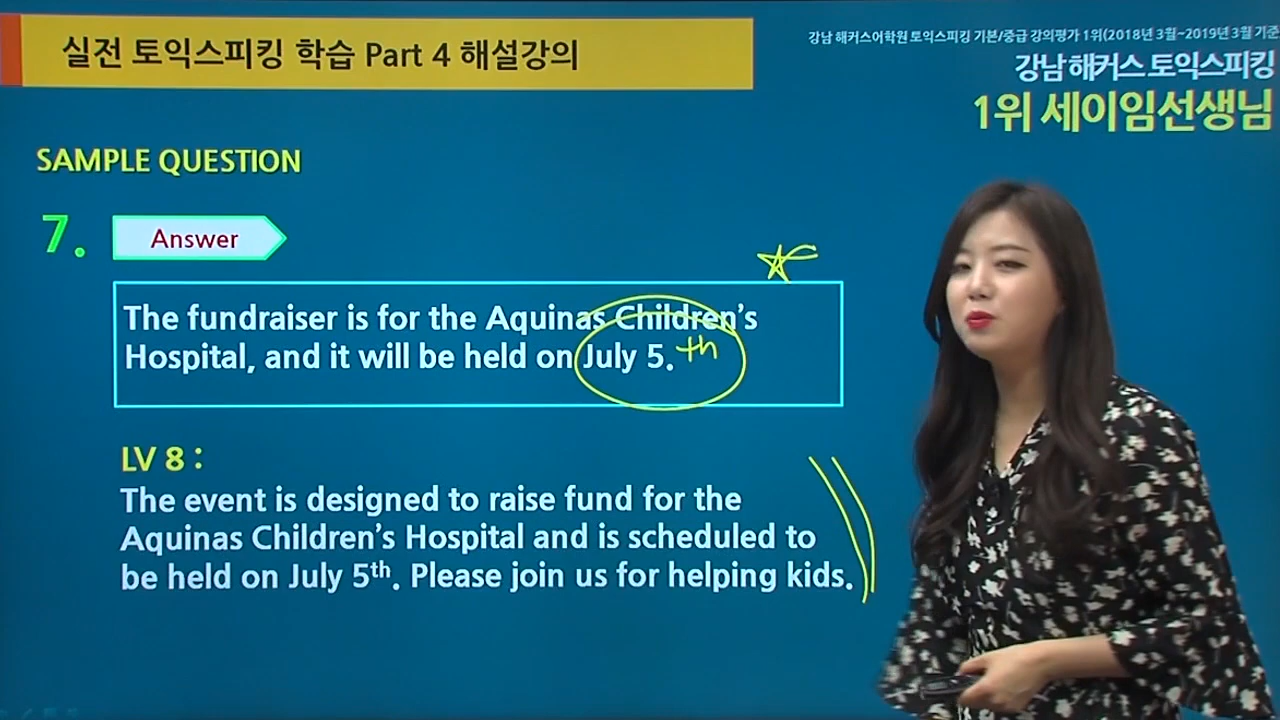 실전 토익스피킹 학습 Part 4 해설강의
강남 해커스어학원 토익스피킹 기본/중급 강의평가 1위(2018년 3월~2019년 3월 기준
강남 해커스 토익스피킹
1위 세이임선생님
SAMPLE QUESTION
7. Answer
The fundraiser is for the Aquinas Children's
Hospital, and it will be held on July 5. th
LV 8 :
The event is designed to raise fund for the
Aquinas Children's Hospital and is scheduled to
be held on July 5th. Please join us for helping kids.